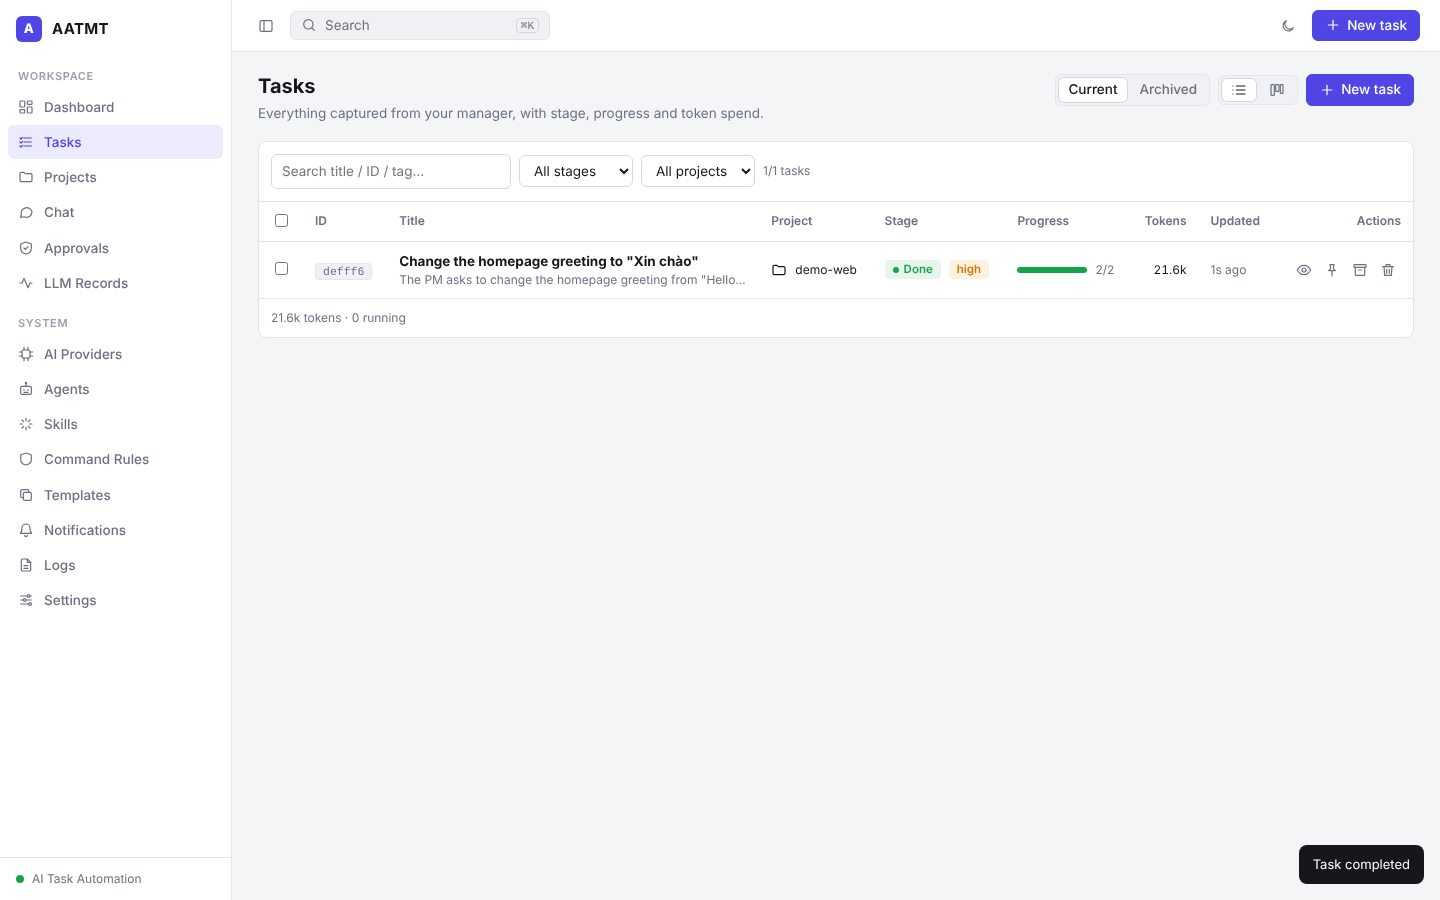 A AATMT
Search ⌘K
New task
WORKSPACE
Dashboard
Tasks
Projects
Chat
Approvals
LLM Records
SYSTEM
AI Providers
Agents
Skills
Command Rules
Templates
Notifications
Logs
Settings
AI Task Automation
Tasks
Everything captured from your manager, with stage, progress and token spend.
Current Archived New task
Search title / ID / tag... All stages All projects 1/1 tasks
ID Title Project Stage Progress Tokens Updated Actions
defff6 Change the homepage greeting to "Xin chào" demo-web Done high 2/2 21.6k 1s ago
The PM asks to change the homepage greeting from "Hello...
21.6k tokens · 0 running
Task completed